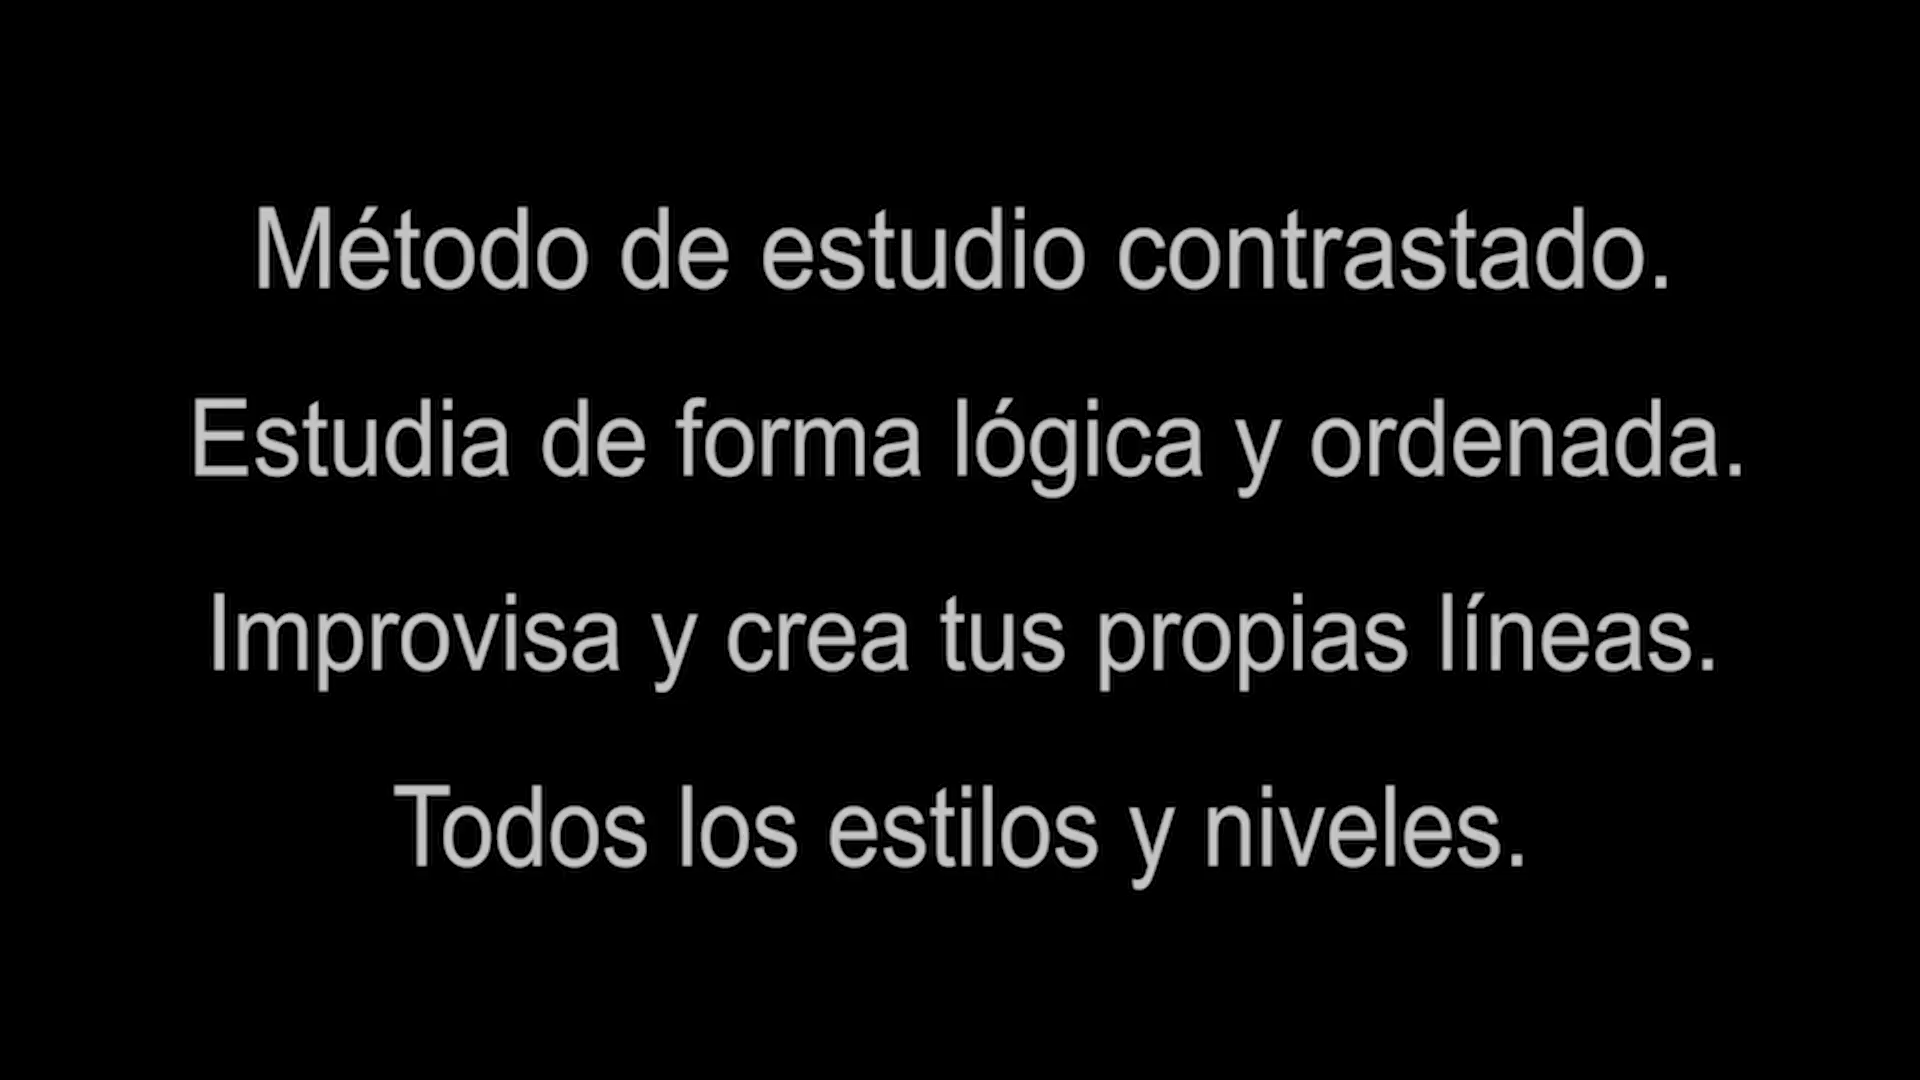 Método de estudio contrastado.
Estudia de forma lógica y ordenada.
Improvisa y crea tus propias líneas.
Todos los estilos y niveles.